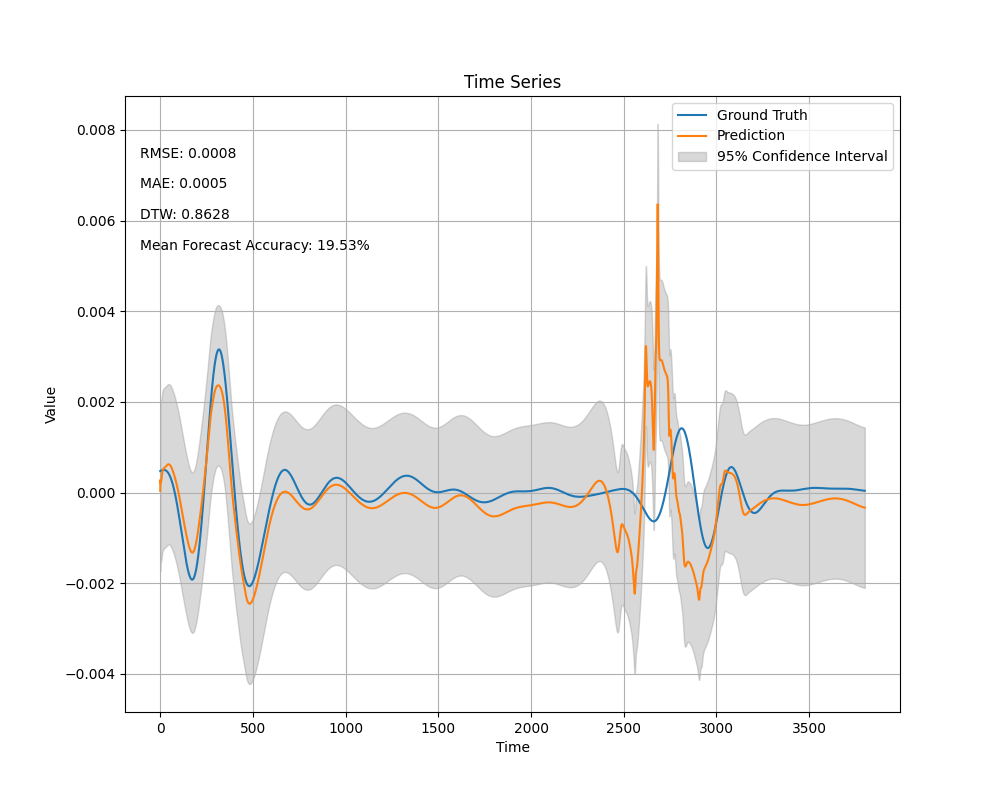 Time Series
Ground Truth
Prediction
95% Confidence Interval
RMSE: 0.0008
MAE: 0.0005
DTW: 0.8628
Mean Forecast Accuracy: 19.53%
Value
0.008
0.006
0.004
0.002
0.000
−0.002
−0.004
0 500 1000 1500 2000 2500 3000 3500
Time